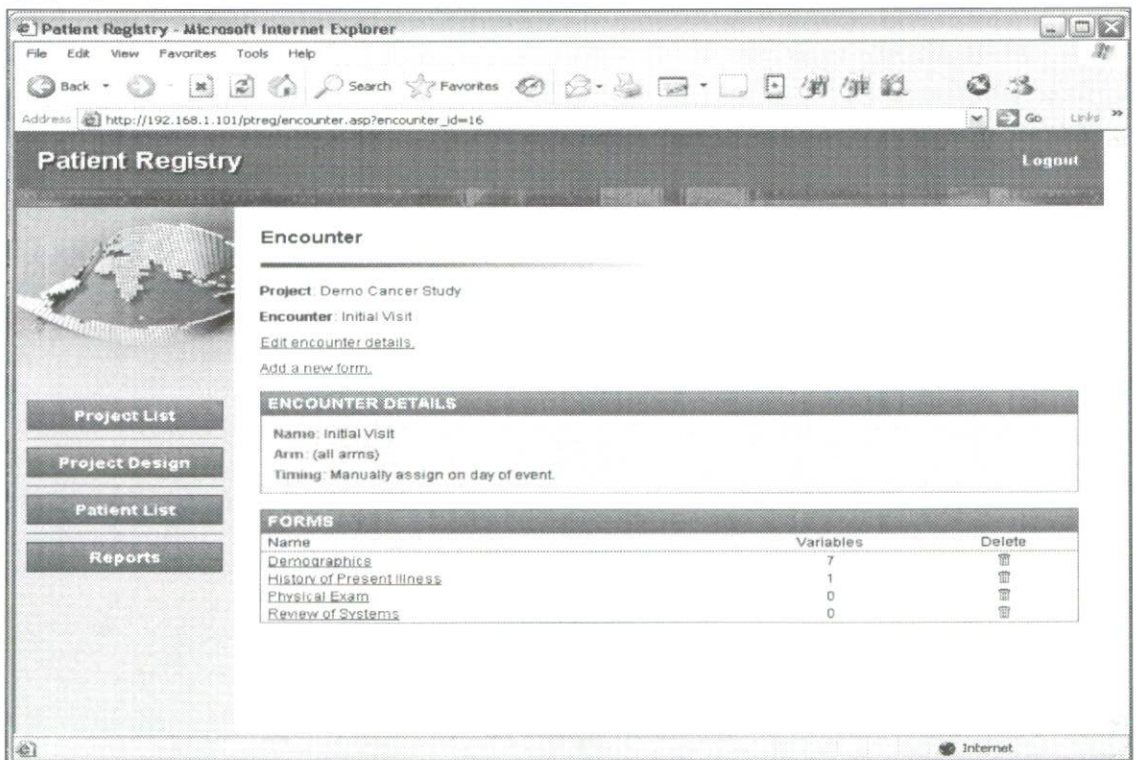 Patient Registry - Microsoft Internet Explorer
File Edit View Favorites Tools Help
Back Search Favorites
Address http://192.168.1.101/ptreg/encounter.asp?encounter_id=16 Go Links »
Patient Registry Logout
Encounter
Project: Demo Cancer Study
Encounter: Initial Visit
Edit encounter details.
Add a new form.
Project List
Project Design
Patient List
Reports
ENCOUNTER DETAILS
Name: Initial Visit
Arm: (all arms)
Timing: Manually assign on day of event.
FORMS
Name Variables Delete
Demographics 7
History of Present Illness 1
Physical Exam 0
Review of Systems 0
Internet